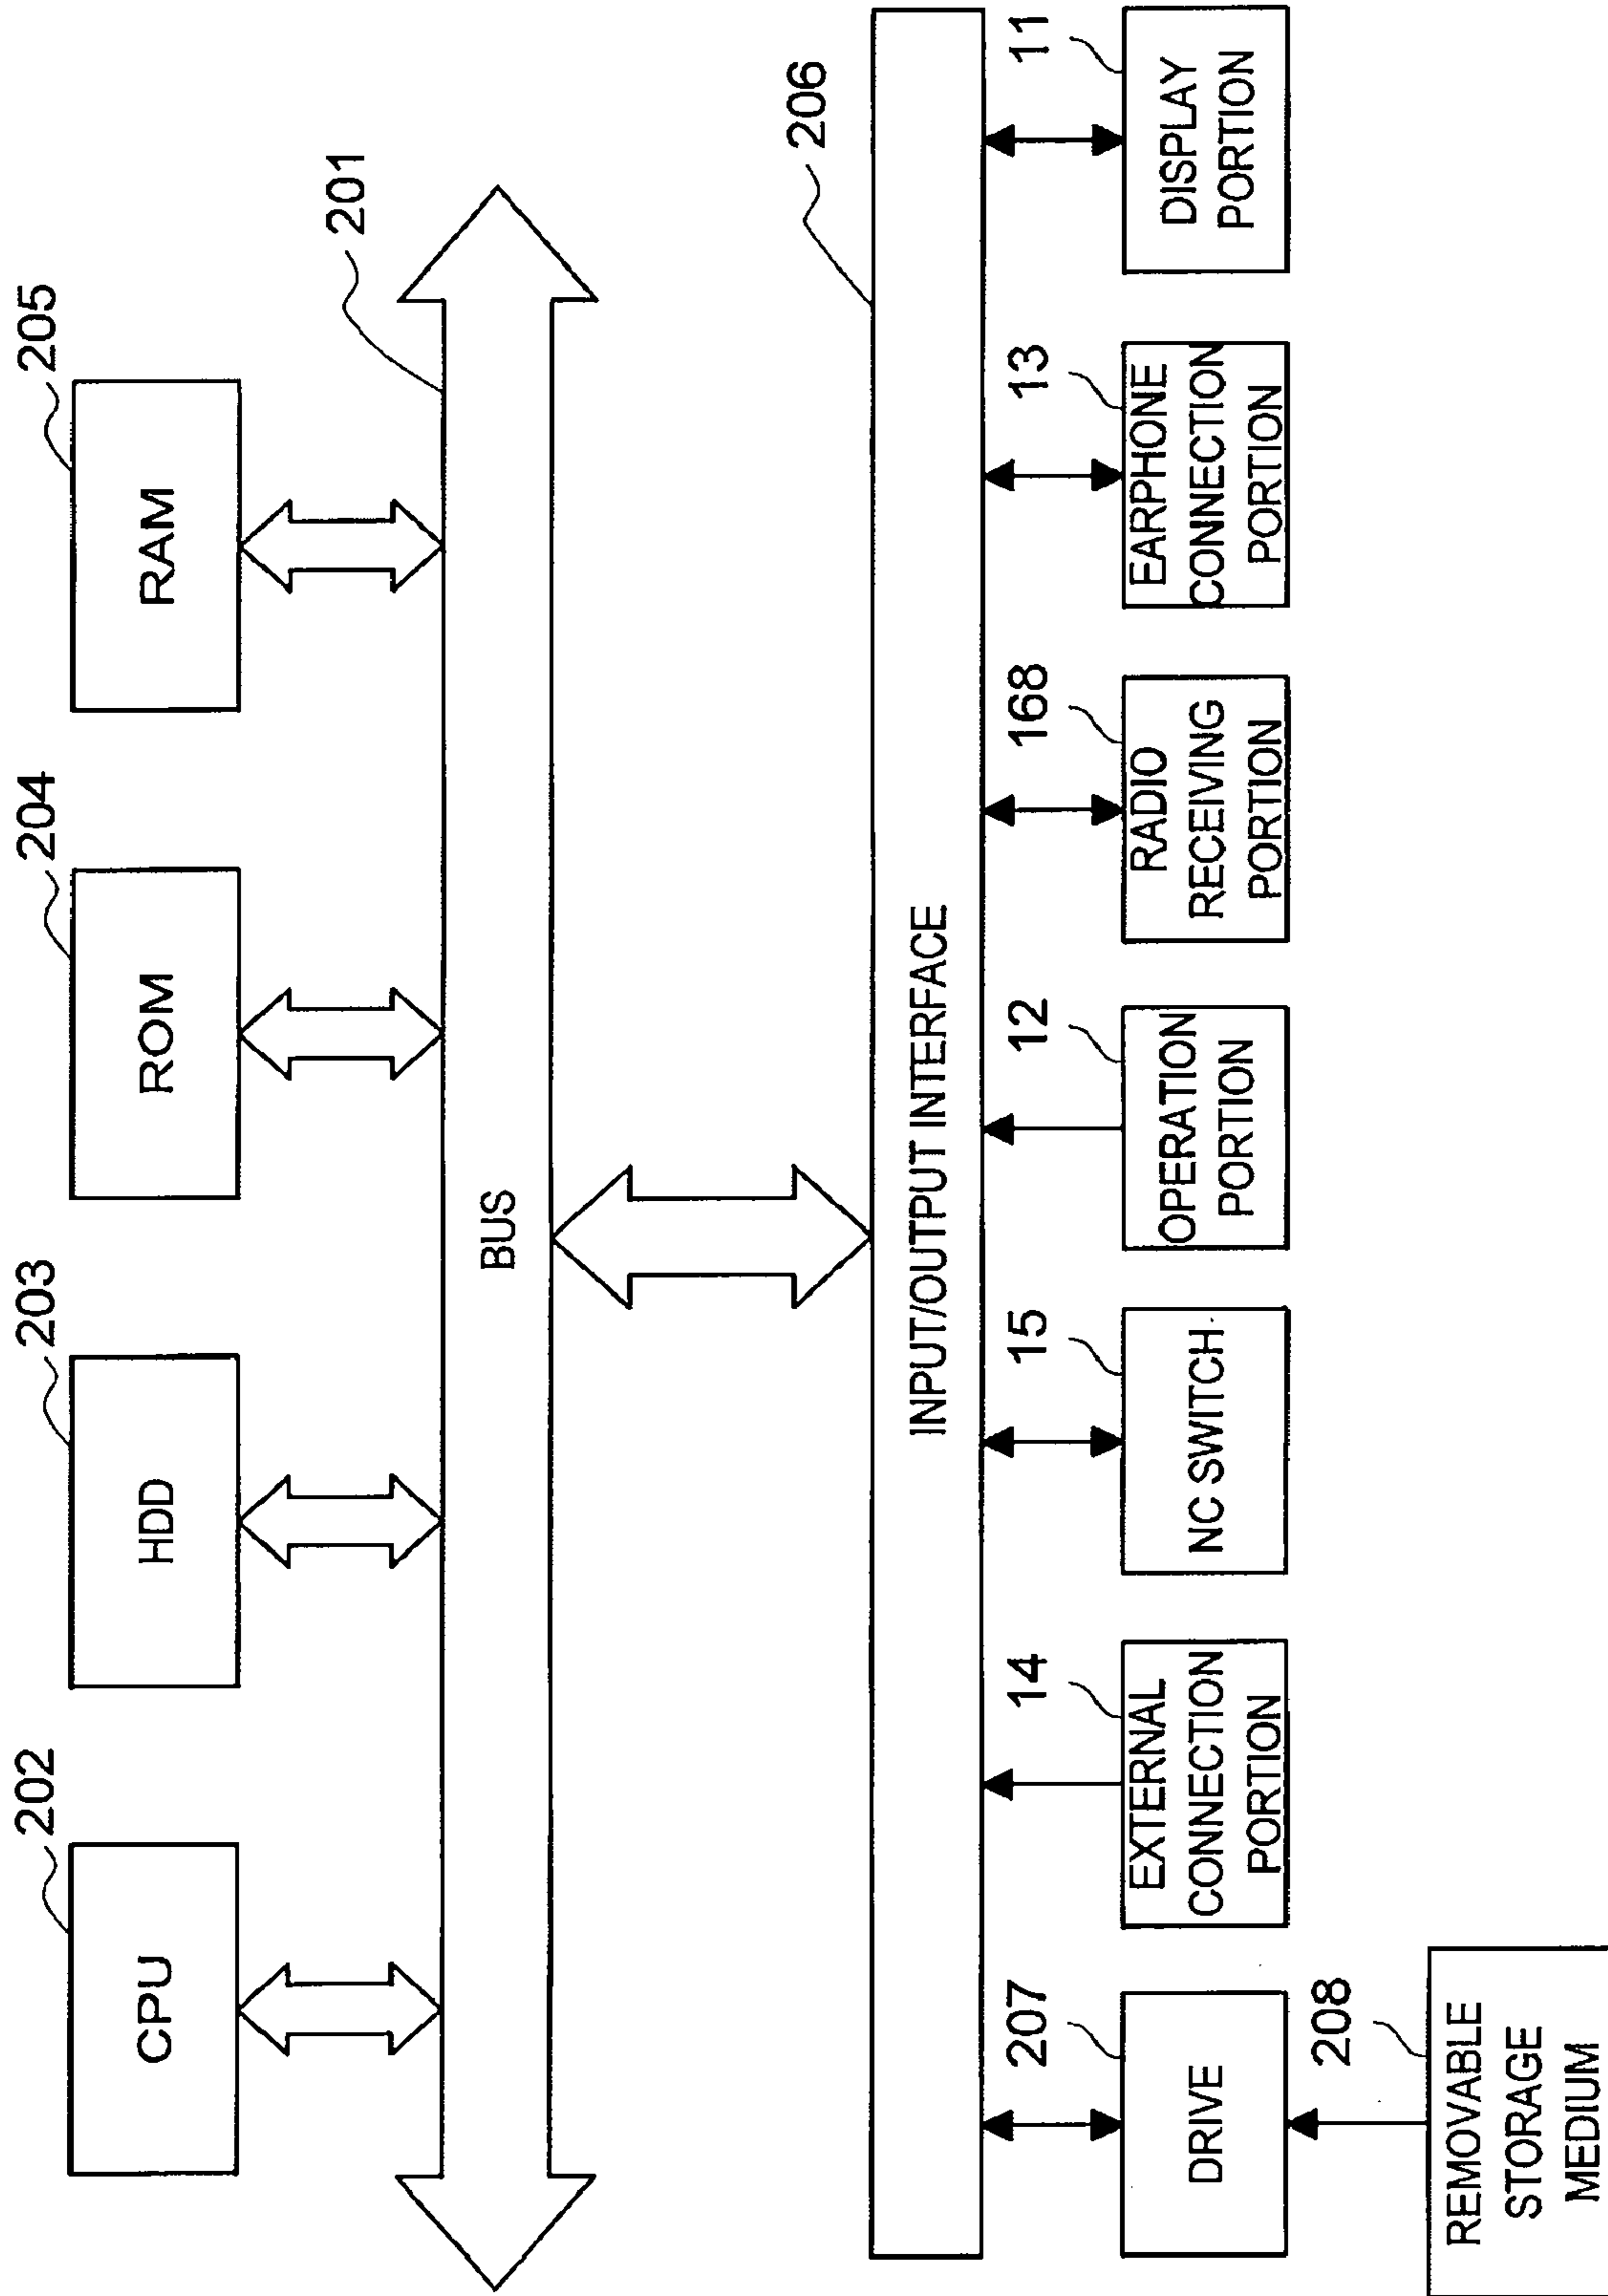 202
203
204
205
CPU
HDD
ROM
RAM
201
BUS
206
INPUT/OUTPUT INTERFACE
207
14
15
12
168
13
11
DRIVE
EXTERNAL
CONNECTION
PORTION
NC SWITCH
OPERATION
PORTION
RADIO
RECEIVING
PORTION
EARPHONE
CONNECTION
PORTION
DISPLAY
PORTION
208
REMOVABLE
STORAGE
MEDIUM